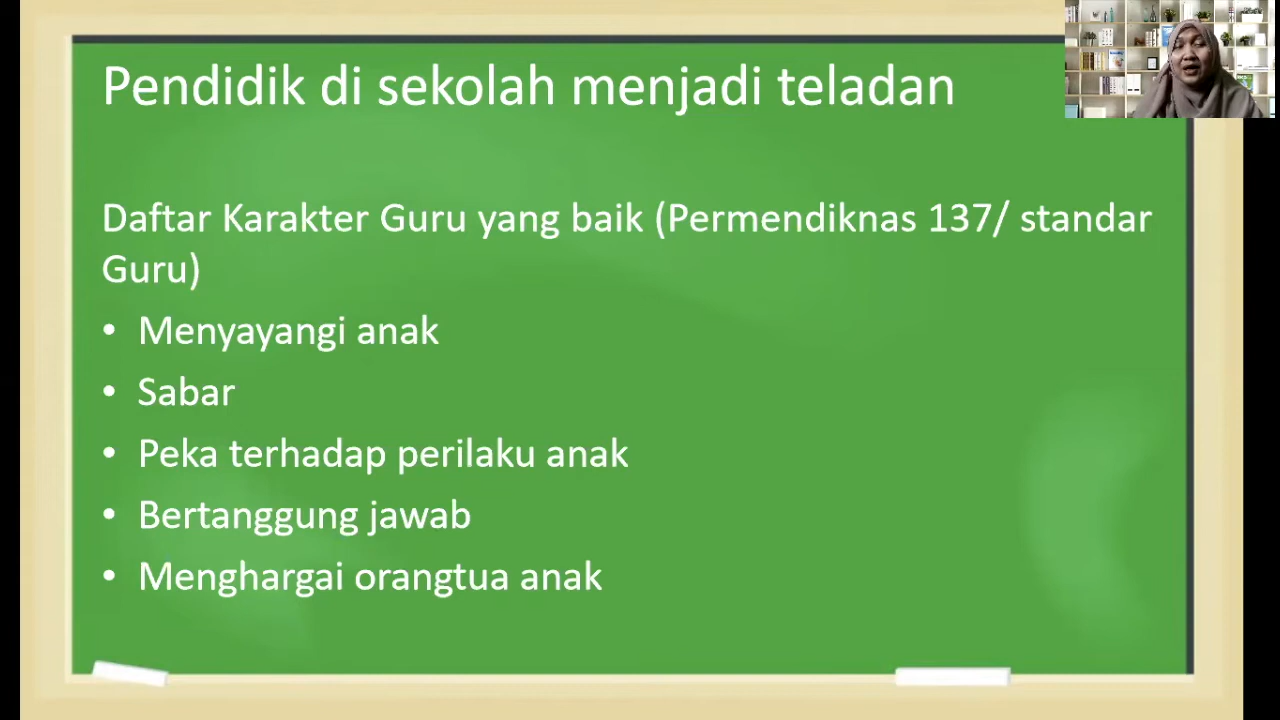 Pendidik di sekolah menjadi teladan
Daftar Karakter Guru yang baik (Permendiknas 137/ standar
Guru)
• Menyayangi anak
• Sabar
• Peka terhadap perilaku anak
• Bertanggung jawab
• Menghargai orangtua anak